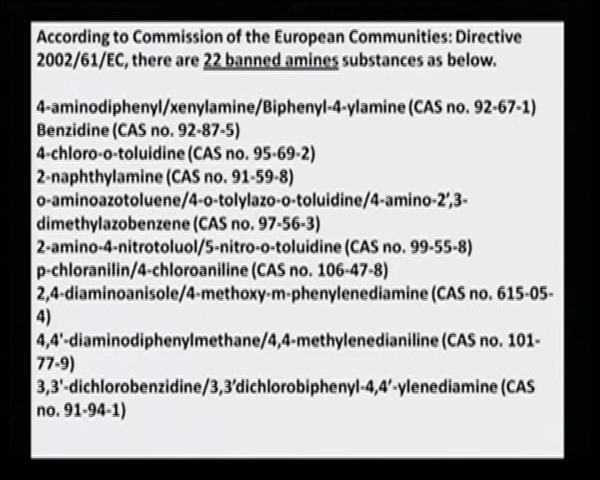 According to Commission of the European Communities: Directive
2002/61/EC, there are 22 banned amines substances as below.
4-aminodiphenyl/xenylamine/Biphenyl-4-ylamine (CAS no. 92-67-1)
Benzidine (CAS no. 92-87-5)
4-chloro-o-toluidine (CAS no. 95-69-2)
2-naphthylamine (CAS no. 91-59-8)
o-aminoazotoluene/4-o-tolylazo-o-toluidine/4-amino-2',3-
dimethylazobenzene (CAS no. 97-56-3)
2-amino-4-nitrotoluol/5-nitro-o-toluidine (CAS no. 99-55-8)
p-chloranilin/4-chloroaniline (CAS no. 106-47-8)
2,4-diaminoanisole/4-methoxy-m-phenylenediamine (CAS no. 615-05-
4)
4,4'-diaminodiphenylmethane/4,4-methylenedianiline (CAS no. 101-
77-9)
3,3'-dichlorobenzidine/3,3'dichlorobiphenyl-4,4'-ylenediamine (CAS
no. 91-94-1)